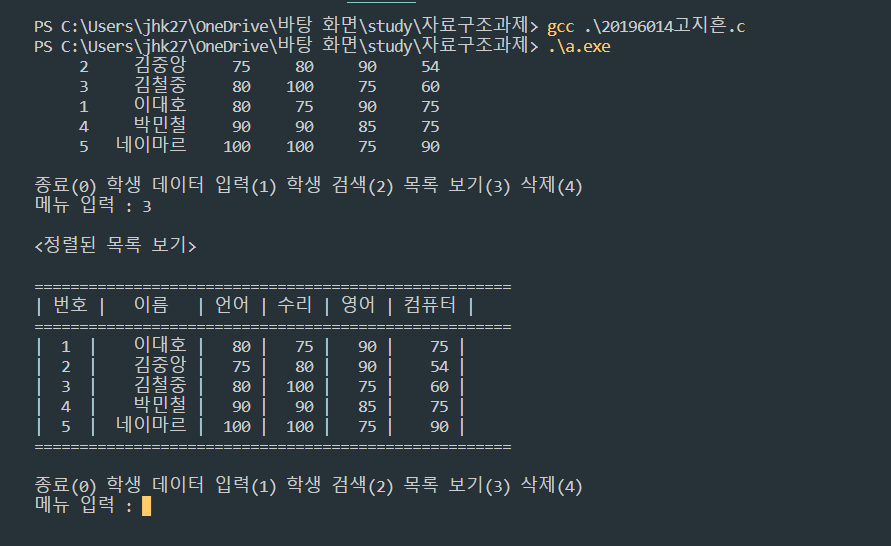 PS C:\Users\jhk27\OneDrive\바탕 화면\study\자료구조과제> gcc .\20196014고지흔.c
PS C:\Users\jhk27\OneDrive\바탕 화면\study\자료구조과제> .\a.exe
2 김중앙 75 80 90 54
3 김철중 80 100 75 60
1 이대호 80 75 90 75
4 박민철 90 90 85 75
5 네이마르 100 100 75 90
종료(0) 학생 데이터 입력(1) 학생 검색(2) 목록 보기(3) 삭제(4)
메뉴 입력 : 3
<정렬된 목록 보기>
=====================================================
| 번호 | 이름 | 언어 | 수리 | 영어 | 컴퓨터 |
=====================================================
| 1 | 이대호 | 80 | 75 | 90 | 75 |
| 2 | 김중앙 | 75 | 80 | 90 | 54 |
| 3 | 김철중 | 80 | 100 | 75 | 60 |
| 4 | 박민철 | 90 | 90 | 85 | 75 |
| 5 | 네이마르 | 100 | 100 | 75 | 90 |
=====================================================
종료(0) 학생 데이터 입력(1) 학생 검색(2) 목록 보기(3) 삭제(4)
메뉴 입력 :